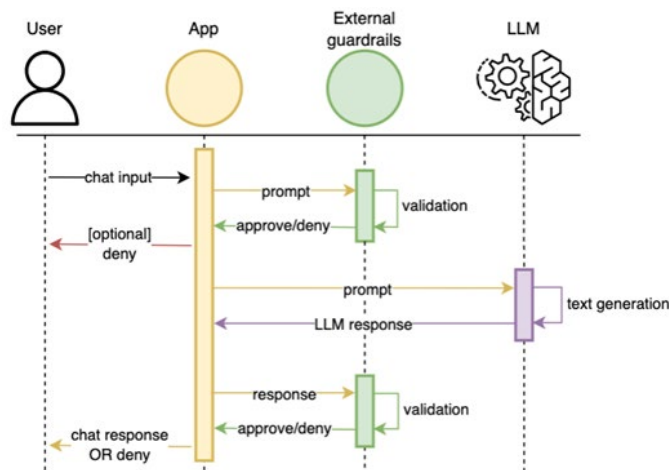 User
App
External
guardrails
LLM
chat input
prompt
validation
approve/deny
[optional]
deny
prompt
text generation
LLM response
response
validation
approve/deny
chat response
OR deny